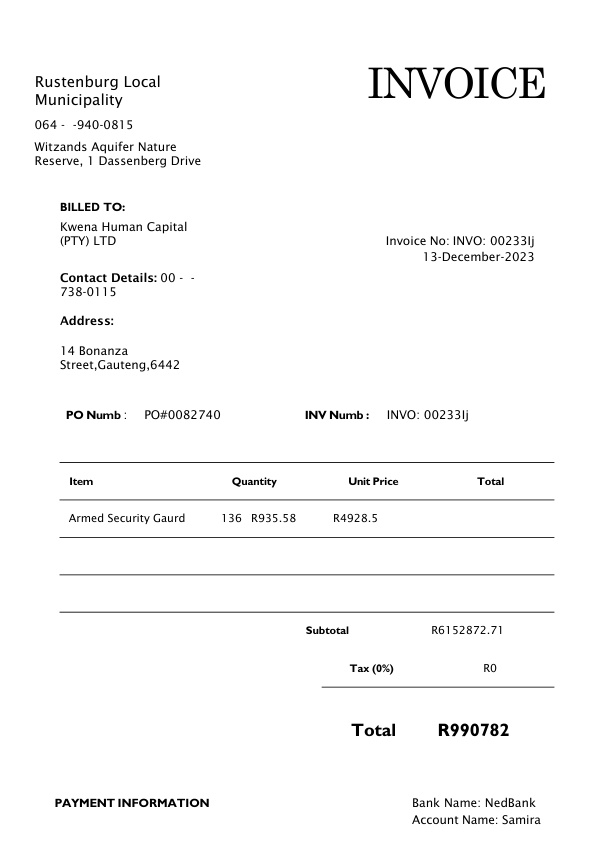 Rustenburg Local
Municipality
INVOICE
064 -  -940-0815
Witzands Aquifer Nature
Reserve, 1 Dassenberg Drive
BILLED TO:
Kwena Human Capital
(PTY) LTD
Invoice No: INVO: 00233Ij
13-December-2023
Contact Details: 00 -  -
738-0115
Address:
14 Bonanza
Street,Gauteng,6442
PO Numb : PO#0082740 INV Numb : INVO: 00233Ij
Item Quantity Unit Price Total
Armed Security Gaurd 136 R935.58 R4928.5
Subtotal R6152872.71
Tax (0%) R0
Total R990782
PAYMENT INFORMATION Bank Name: NedBank
Account Name: Samira